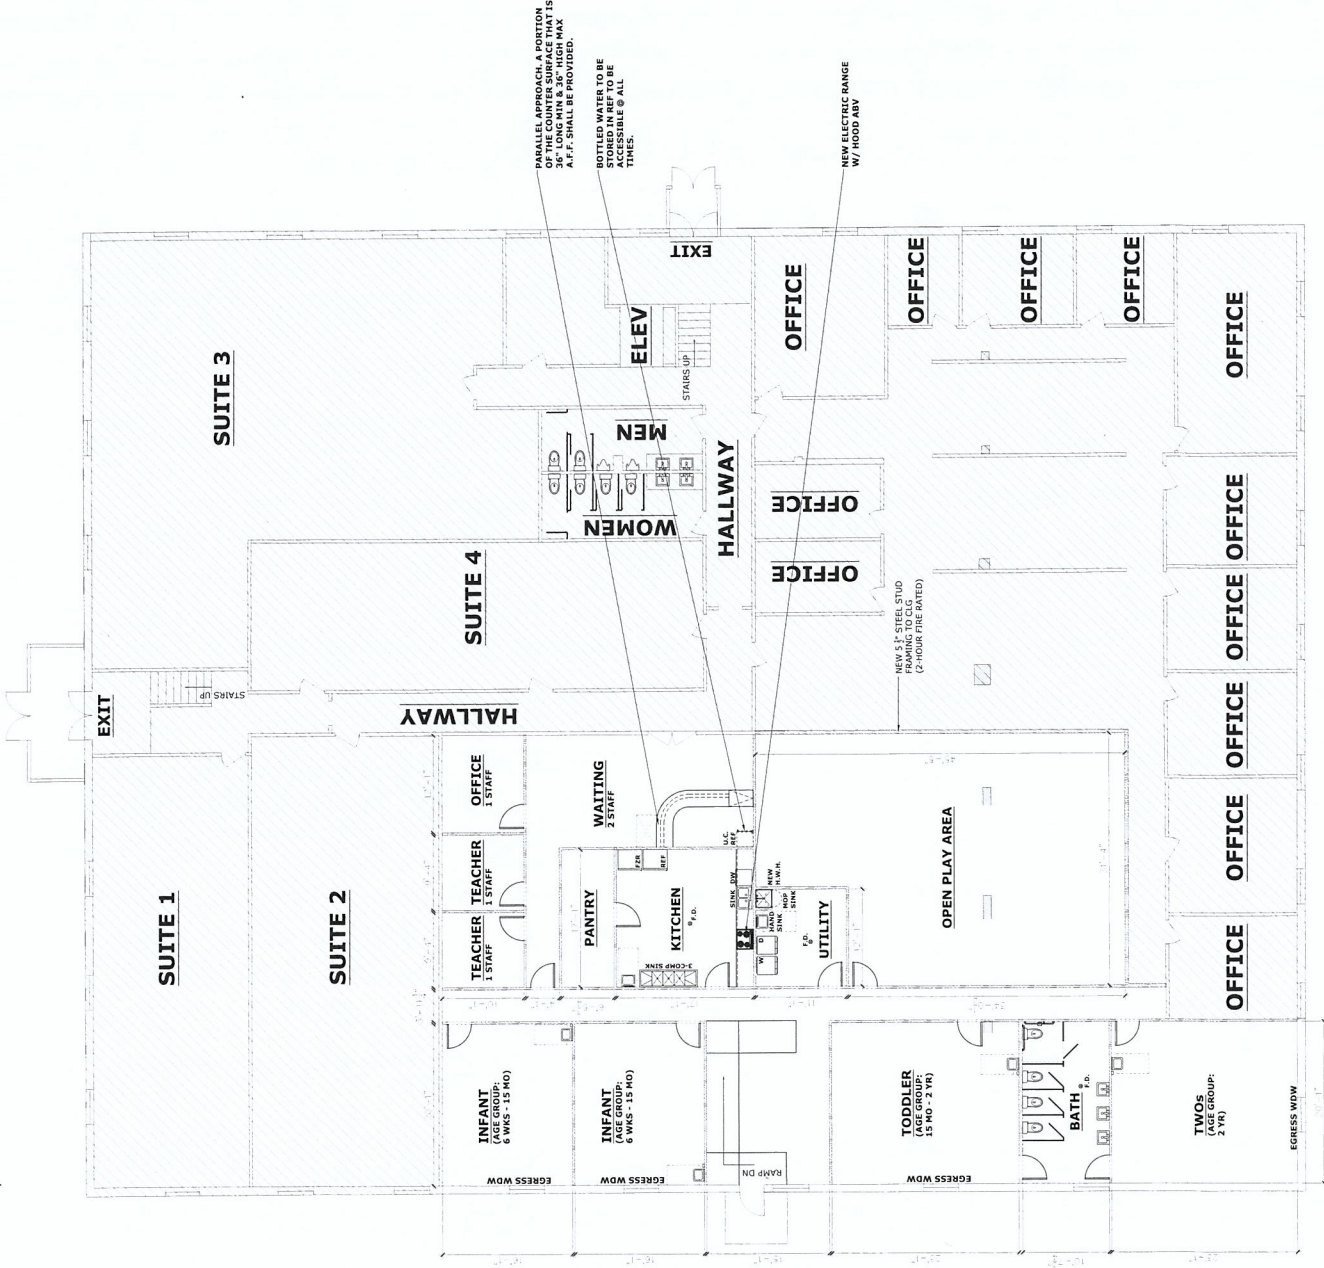 PARALLEL APPROACH. A PORTION
OF THE COUNTER SURFACE THAT IS
36" LONG MIN & 36" HIGH MAX
A.F.F. SHALL BE PROVIDED.
BOTTLED WATER TO BE
STORED IN REF TO BE
ACCESSIBLE @ ALL
TIMES.
NEW ELECTRIC RANGE
W/ HOOD ABV
SUITE 3
EXIT
ELEV
STAIRS UP
MEN
WOMEN
HALLWAY
OFFICE
OFFICE
OFFICE
OFFICE
OFFICE
OFFICE
OFFICE
SUITE 4
NEW 5 ½" STEEL STUD
FRAMING TO CLG
(2-HOUR FIRE RATED)
OFFICE
OFFICE
OFFICE
OFFICE
OFFICE
EXIT
STAIRS UP
HALLWAY
SUITE 1
SUITE 2
OFFICE
1 STAFF
TEACHER
1 STAFF
TEACHER
1 STAFF
WAITING
2 STAFF
PANTRY
KITCHEN
F.D.
FZR
REF
U.C.
REF
SINK
DW
3-COMP SINK
NEW
H.W.H.
MOP
SINK
HAND
SINK
W
D
F.D.
UTILITY
OPEN PLAY AREA
INFANT
(AGE GROUP:
6 WKS - 15 MO)
EGRESS WDW
INFANT
(AGE GROUP:
6 WKS - 15 MO)
EGRESS WDW
RAMP DN
TODDLER
(AGE GROUP:
15 MO - 2 YR)
EGRESS WDW
BATH
F.D.
TWOs
(AGE GROUP:
2 YR)
EGRESS WDW